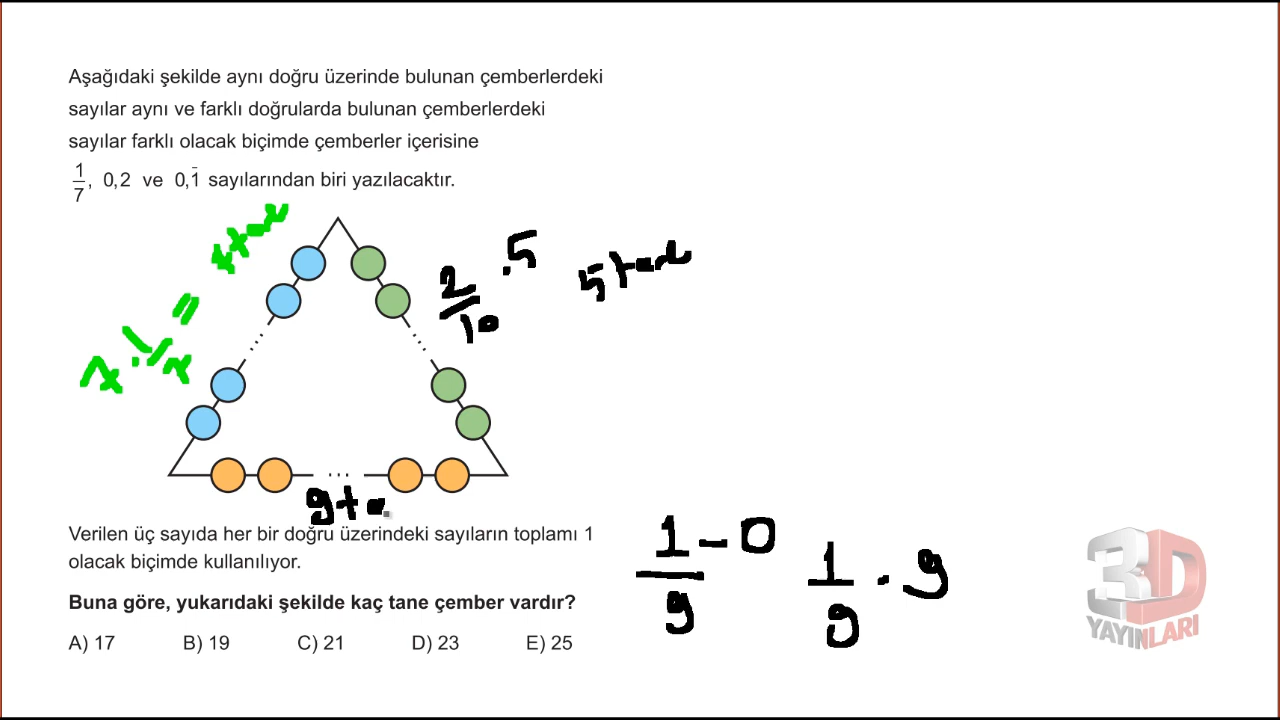 Aşağıdaki şekilde aynı doğru üzerinde bulunan çemberlerdeki
sayılar aynı ve farklı doğrularda bulunan çemberlerdeki
sayılar farklı olacak biçimde çemberler içerisine
1/7, 0,2 ve 0,1̄ sayılarından biri yazılacaktır.
7 . 1/7 =
2/10 . 5
5 tane
...
9 ta
Verilen üç sayıda her bir doğru üzerindeki sayıların toplamı 1
olacak biçimde kullanılıyor.
1 - 0 / 9
1/9 . 9
Buna göre, yukarıdaki şekilde kaç tane çember vardır?
A) 17 B) 19 C) 21 D) 23 E) 25
3D
YAYINLARI